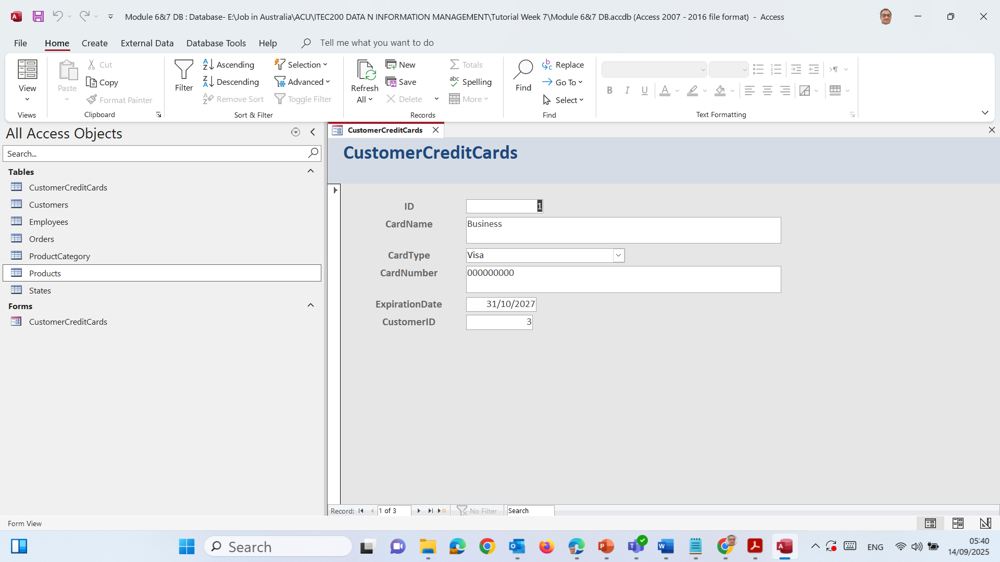 Module 6&7 DB : Database- E:\Job in Australia\ACU\ITEC200 DATA N INFORMATION MANAGEMENT\Tutorial Week 7\Module 6&7 DB.accdb (Access 2007 - 2016 file format) - Access
File Home Create External Data Database Tools Help Tell me what you want to do
View
Views
Paste
Cut
Copy
Format Painter
Clipboard
Filter
Ascending
Descending
Remove Sort
Selection
Advanced
Toggle Filter
Sort & Filter
Refresh
All
New
Save
Delete
Totals
Spelling
More
Records
Find
Replace
Go To
Select
Find
B I U A
Text Formatting
All Access Objects
Search...
Tables
CustomerCreditCards
Customers
Employees
Orders
ProductCategory
Products
States
Forms
CustomerCreditCards
CustomerCreditCards
CustomerCreditCards
ID 1
CardName Business
CardType Visa
CardNumber 000000000
ExpirationDate 31/10/2027
CustomerID 3
Record: 1 of 3 No Filter Search
Form View
Search
ENG
05:40
14/09/2025